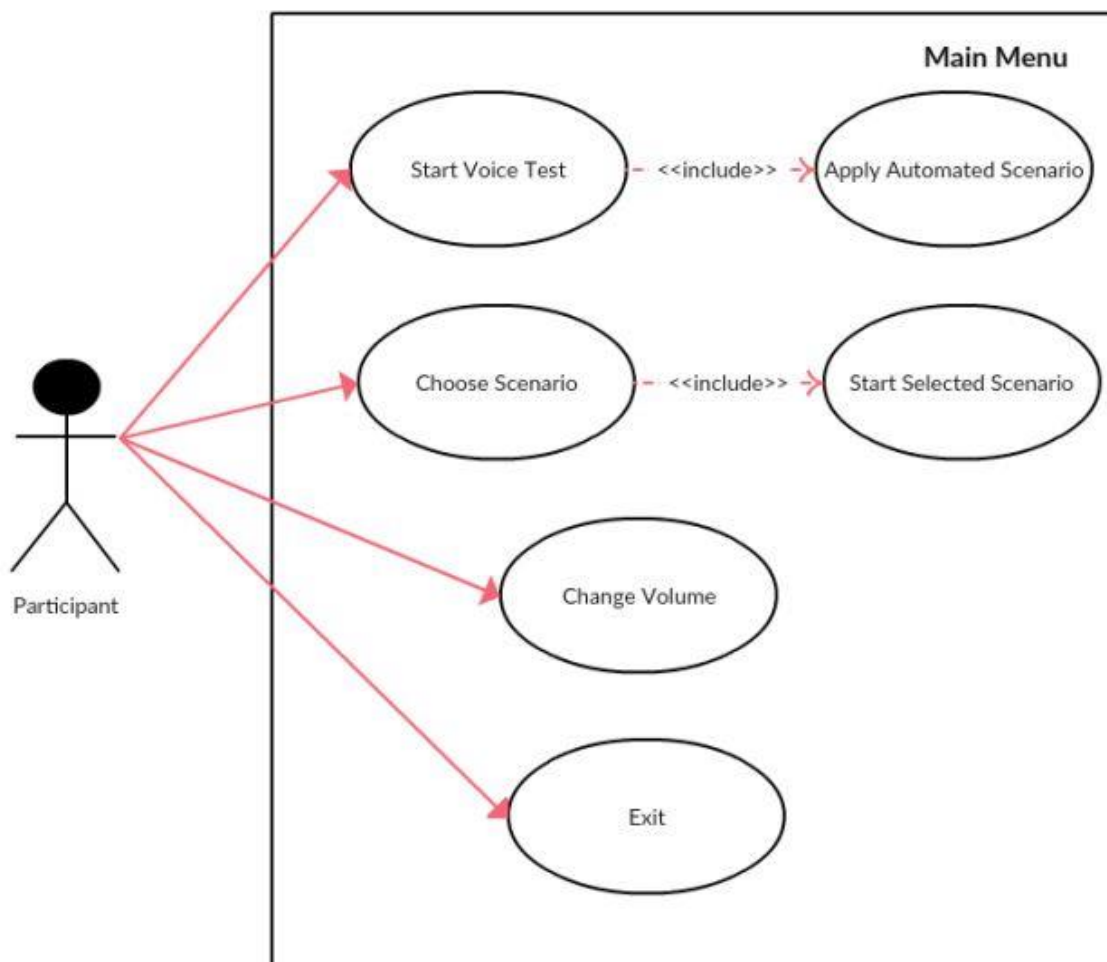 Main Menu
Start Voice Test
<<include>>
Apply Automated Scenario
Choose Scenario
<<include>>
Start Selected Scenario
Participant
Change Volume
Exit